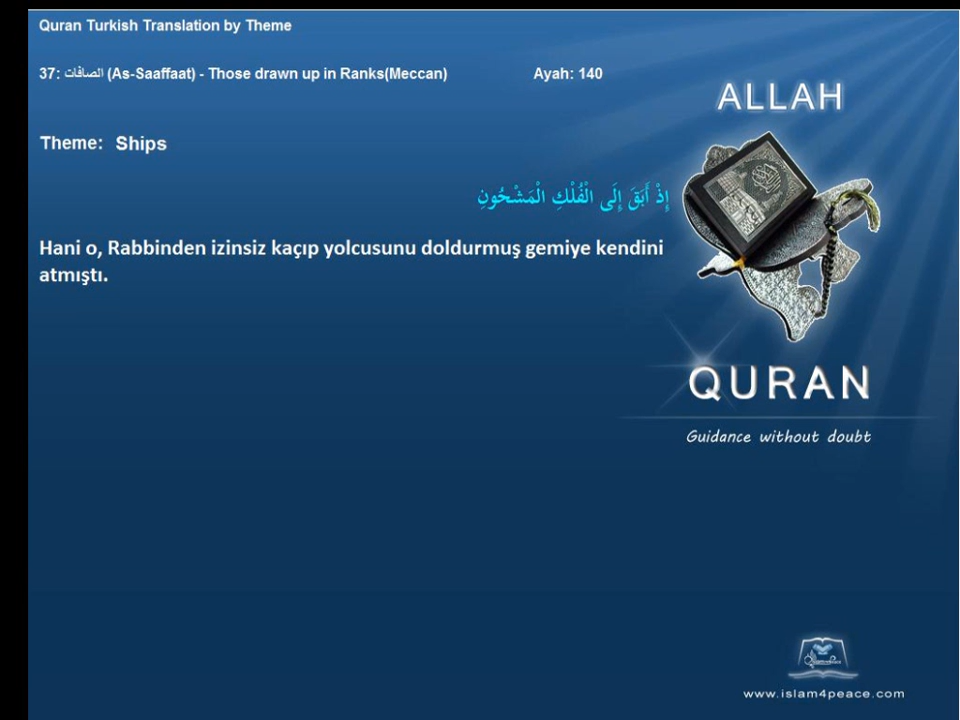 Quran Turkish Translation by Theme
37: الصافات (As-Saaffaat) - Those drawn up in Ranks(Meccan) Ayah: 140
ALLAH
Theme: Ships
إِذْ أَبَقَ إِلَى الْفُلْكِ الْمَشْحُونِ
Hani o, Rabbinden izinsiz kaçıp yolcusunu doldurmuş gemiye kendini
atmıştı.
QURAN
Guidance without doubt
www.islam4peace.com